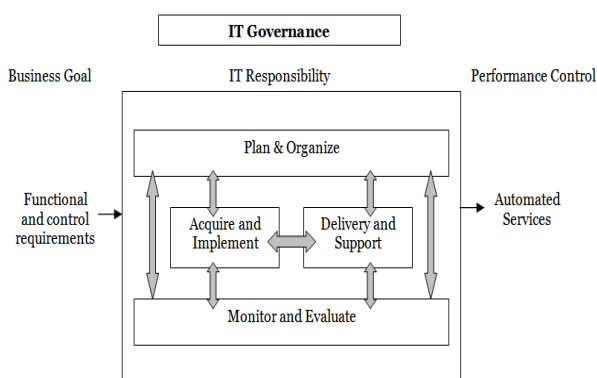 IT Governance
Business Goal
IT Responsibility
Performance Control
Plan & Organize
Functional
and control
requirements
Acquire and
Implement
Delivery and
Support
Automated
Services
Monitor and Evaluate